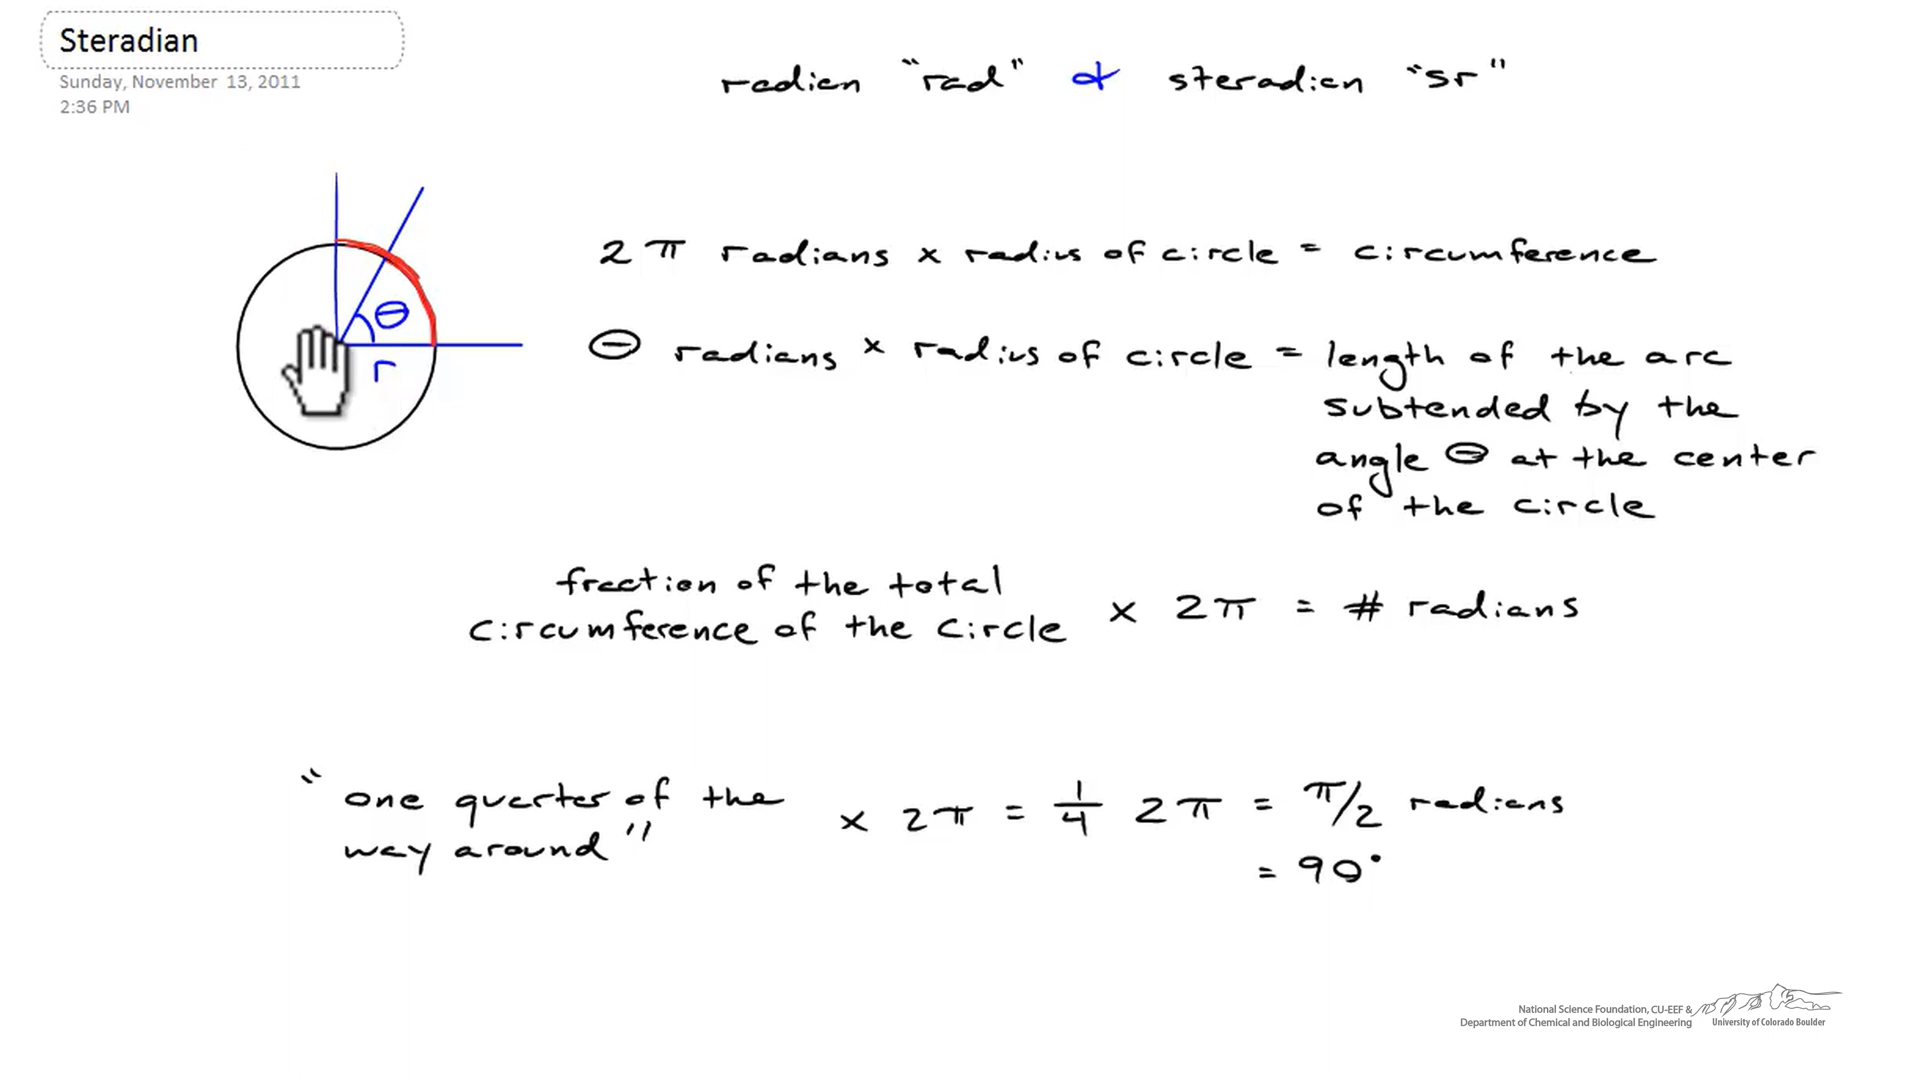 Steradian
Sunday, November 13, 2011
2:36 PM
radian "rad" & steradian "sr"
θ
r
2 π radians x radius of circle = circumference
θ radians x radius of circle = length of the arc
subtended by the
angle θ at the center
of the circle
fraction of the total
circumference of the circle x 2π = # radians
"one quarter of the
way around" x 2π = 1/4 2π = π/2 radians
= 90°
National Science Foundation, CU-EEF &
Department of Chemical and Biological Engineering
University of Colorado Boulder